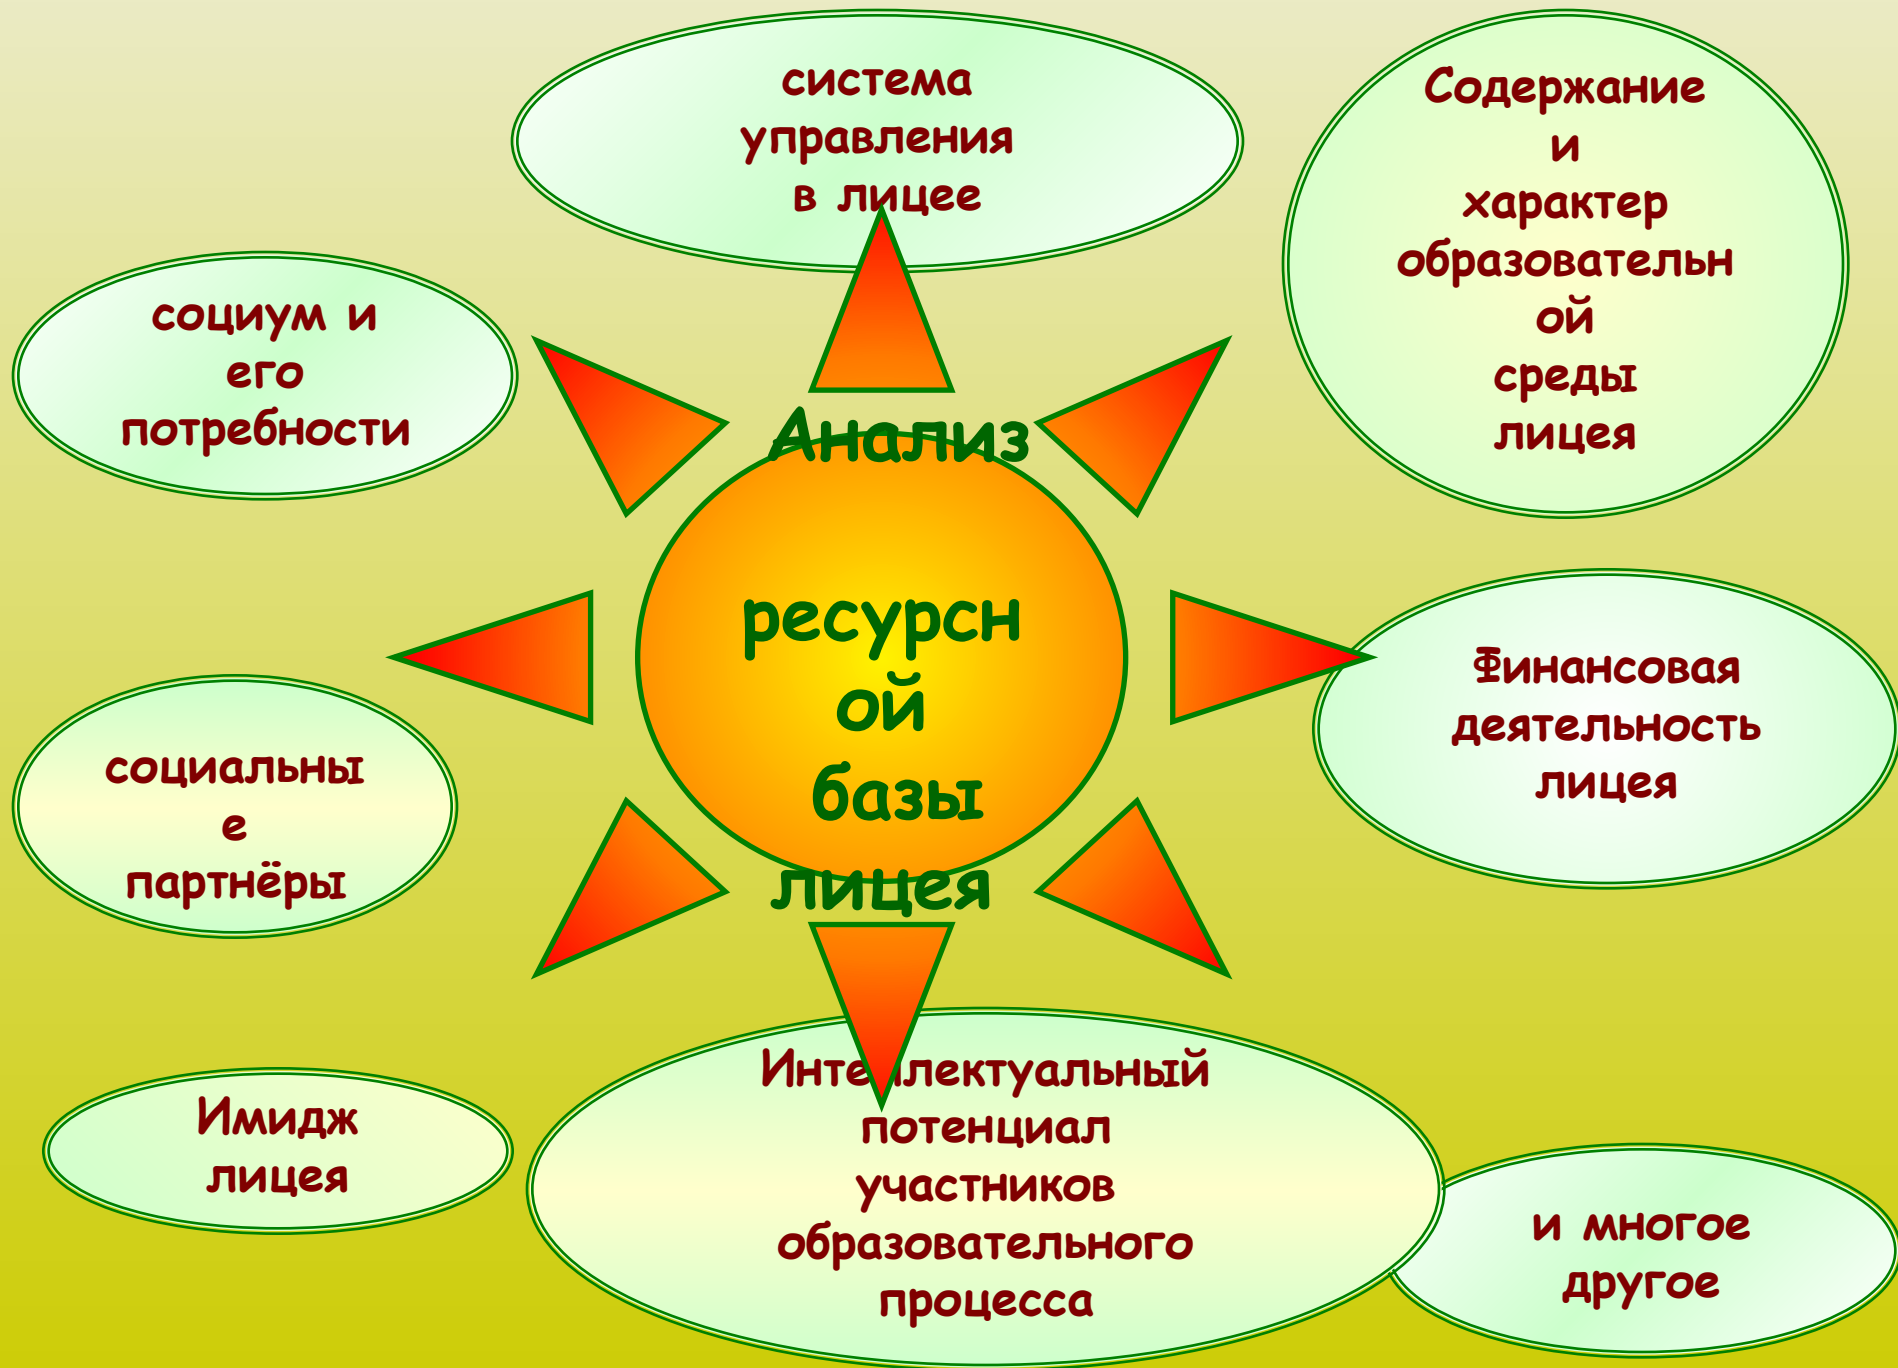 система
управления
в лицее
Содержание
и
характер
образовательн
ой
среды
лицея
социум и
его
потребности
Анализ
ресурсн
ой
базы
лицея
Финансовая
деятельность
лицея
социальны
е
партнёры
Имидж
лицея
Интеллектуальный
потенциал
участников
образовательного
процесса
и многое
другое